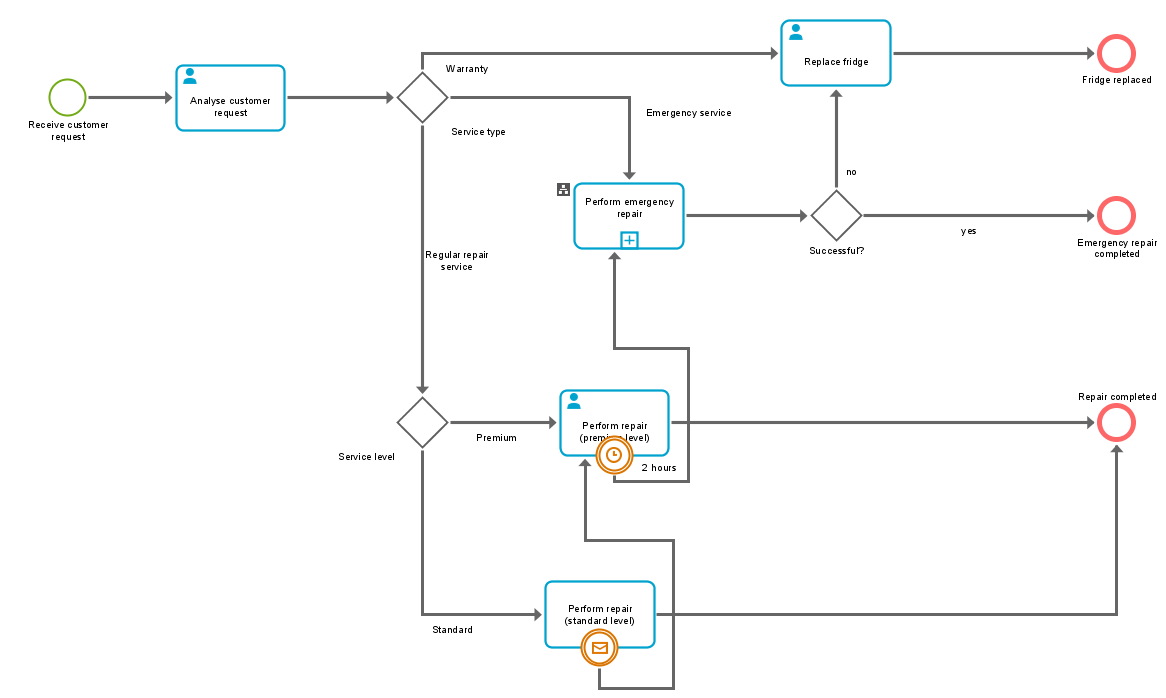 Replace fridge
Warranty
Fridge replaced
Analyse customer
request
Receive customer
request
Service type
Emergency service
no
Perform emergency
repair
Successful?
yes
Emergency repair
completed
Regular repair
service
Repair completed
Perform repair
(premium level)
Premium
Service level
2 hours
Perform repair
(standard level)
Standard